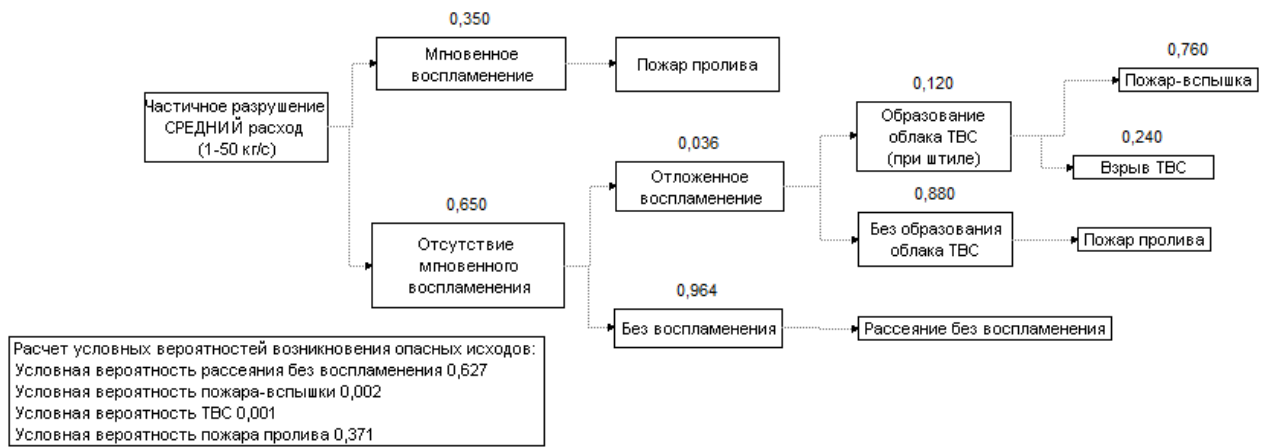 0,350
Мгновенное
воспламенение
Пожар пролива
0,760
Пожар-вспышка
Частичное разрушение
СРЕДНИЙ расход
(1-50 кг/с)
0,120
Образование
облака ТВС
(при штиле)
0,240
Взрыв ТВС
0,036
Отложенное
воспламенение
0,650
Отсутствие
мгновенного
воспламенения
0,880
Без образования
облака ТВС
Пожар пролива
0,964
Без воспламенения
Рассеяние без воспламенения
Расчет условных вероятностей возникновения опасных исходов:
Условная вероятность рассеяния без воспламенения 0,627
Условная вероятность пожара-вспышки 0,002
Условная вероятность ТВС 0,001
Условная вероятность пожара пролива 0,371